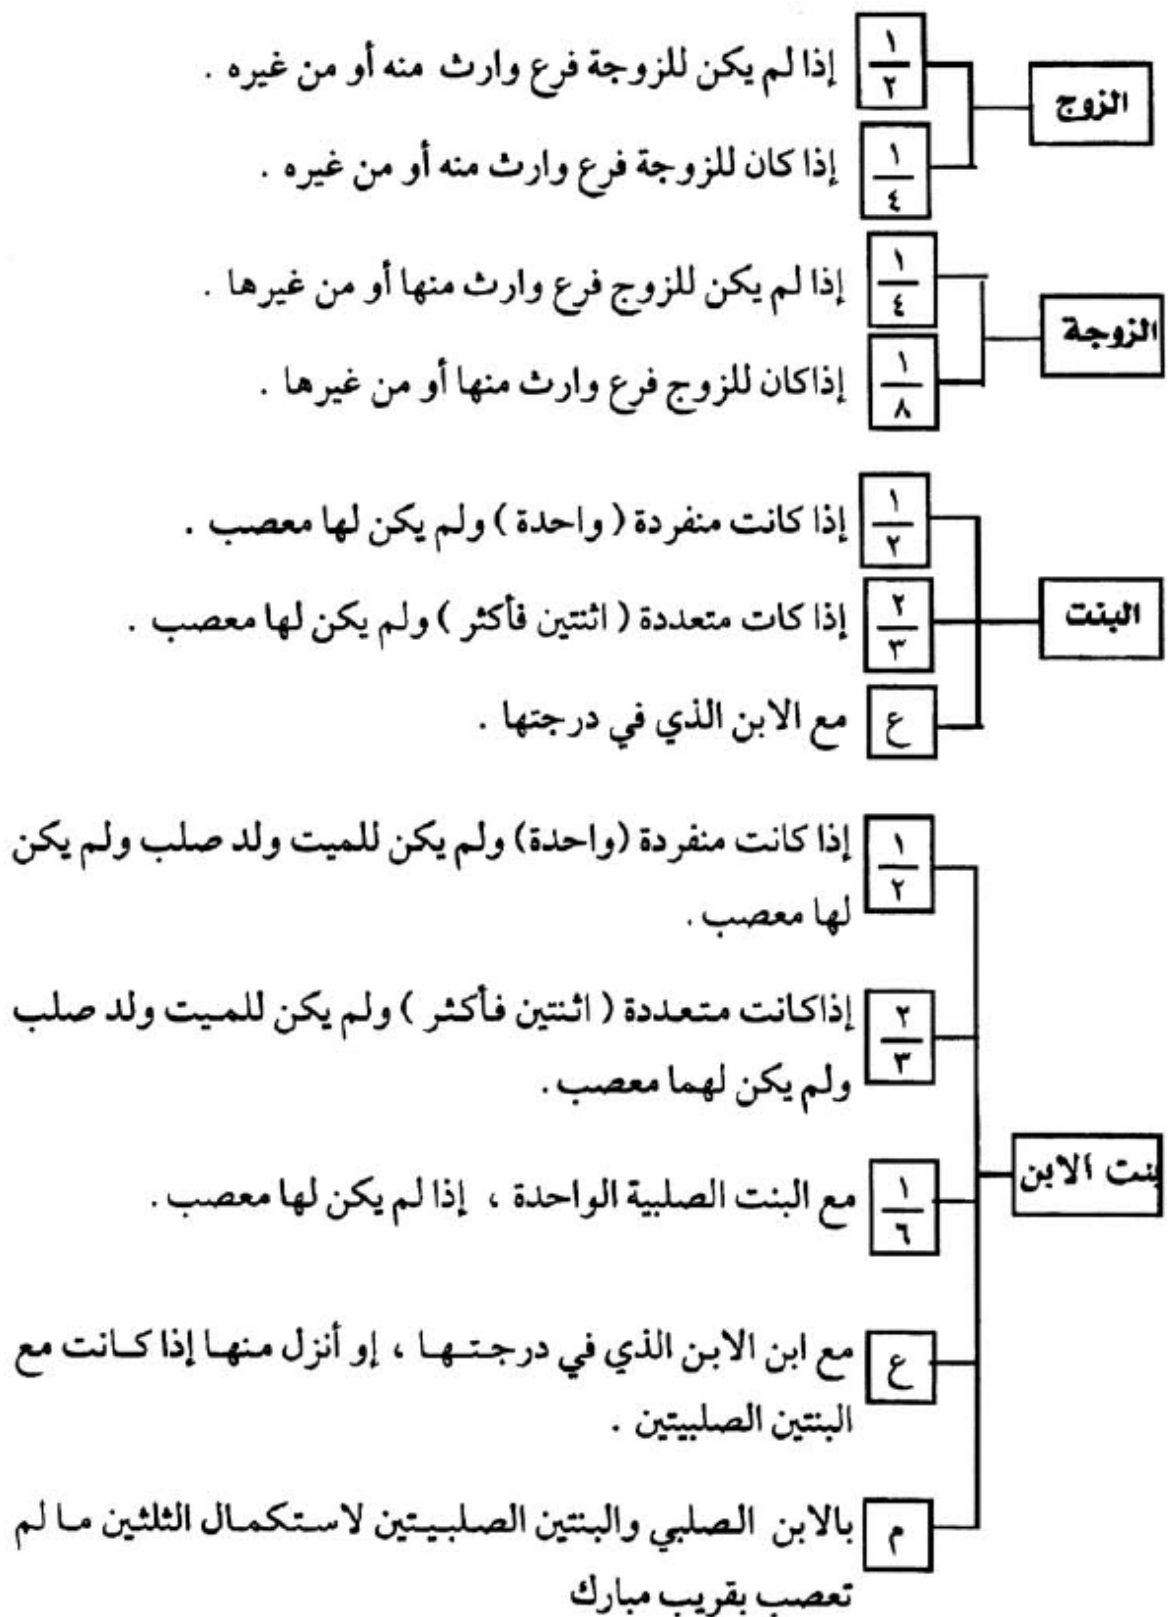 الزوج
١/٢ إذا لم يكن للزوجة فرع وارث منه أو من غيره .
١/٤ إذا كان للزوجة فرع وارث منه أو من غيره .
الزوجة
١/٤ إذا لم يكن للزوج فرع وارث منها أو من غيرها .
١/٨ إذاكان للزوج فرع وارث منها أو من غيرها .
البنت
١/٢ إذا كانت منفردة ( واحدة ) ولم يكن لها معصب .
٢/٣ إذا كات متعددة ( اثنتين فأكثر ) ولم يكن لها معصب .
ع مع الابن الذي في درجتها .
بنت الابن
١/٢ إذا كانت منفردة (واحدة) ولم يكن للميت ولد صلب ولم يكن
لها معصب .
٢/٣ إذاكانت متعددة ( اثنتين فأكثر ) ولم يكن للميت ولد صلب
ولم يكن لهما معصب .
١/٦ مع البنت الصلبية الواحدة ، إذا لم يكن لها معصب .
ع مع ابن الابن الذي في درجتها ، إو أنزل منها إذا كانت مع
البنتين الصلبيتين .
م بالابن الصلبي والبنتين الصلبيتين لاستكمال الثلثين ما لم
تعصب بقريب مبارك